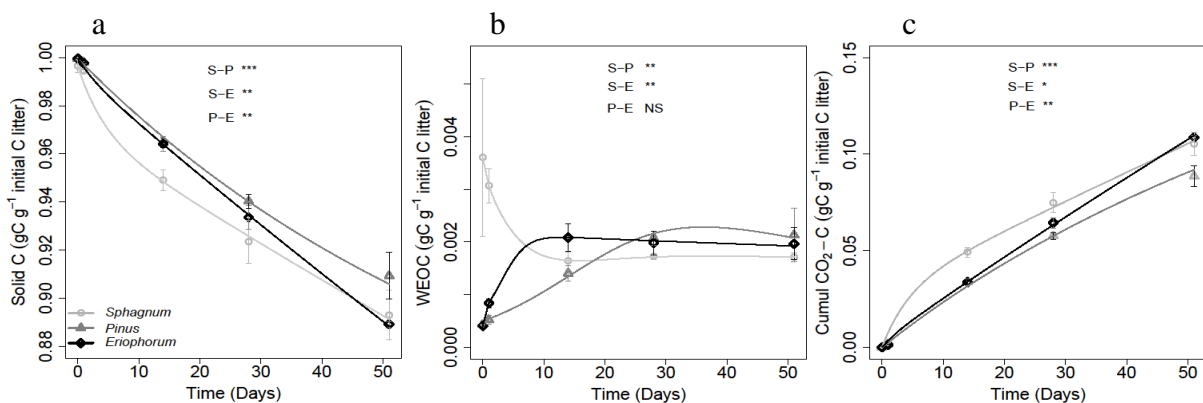 a
Solid C (gC g⁻¹ initial C litter)
1.00
0.98
0.96
0.94
0.92
0.90
0.88
S−P ***
S−E **
P−E **
Sphagnum
Pinus
Eriophorum
0 10 20 30 40 50
Time (Days)
b
WEOC (gC g⁻¹ initial C litter)
0.004
0.002
0.000
S−P **
S−E **
P−E NS
0 10 20 30 40 50
Time (Days)
c
Cumul CO₂−C (gC g⁻¹ initial C litter)
0.15
0.10
0.05
0.00
S−P ***
S−E *
P−E **
0 10 20 30 40 50
Time (Days)